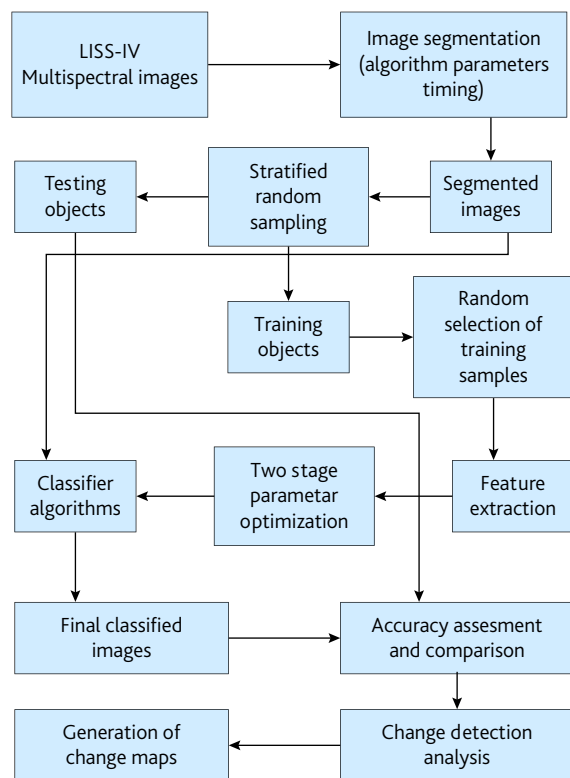 LISS-IV
Multispectral images
Image segmentation
(algorithm parameters
timing)
Testing
objects
Stratified
random
sampling
Segmented
images
Training
objects
Random
selection of
training
samples
Classifier
algorithms
Two stage
parametar
optimization
Feature
extraction
Final classified
images
Accuracy assesment
and comparison
Generation of
change maps
Change detection
analysis